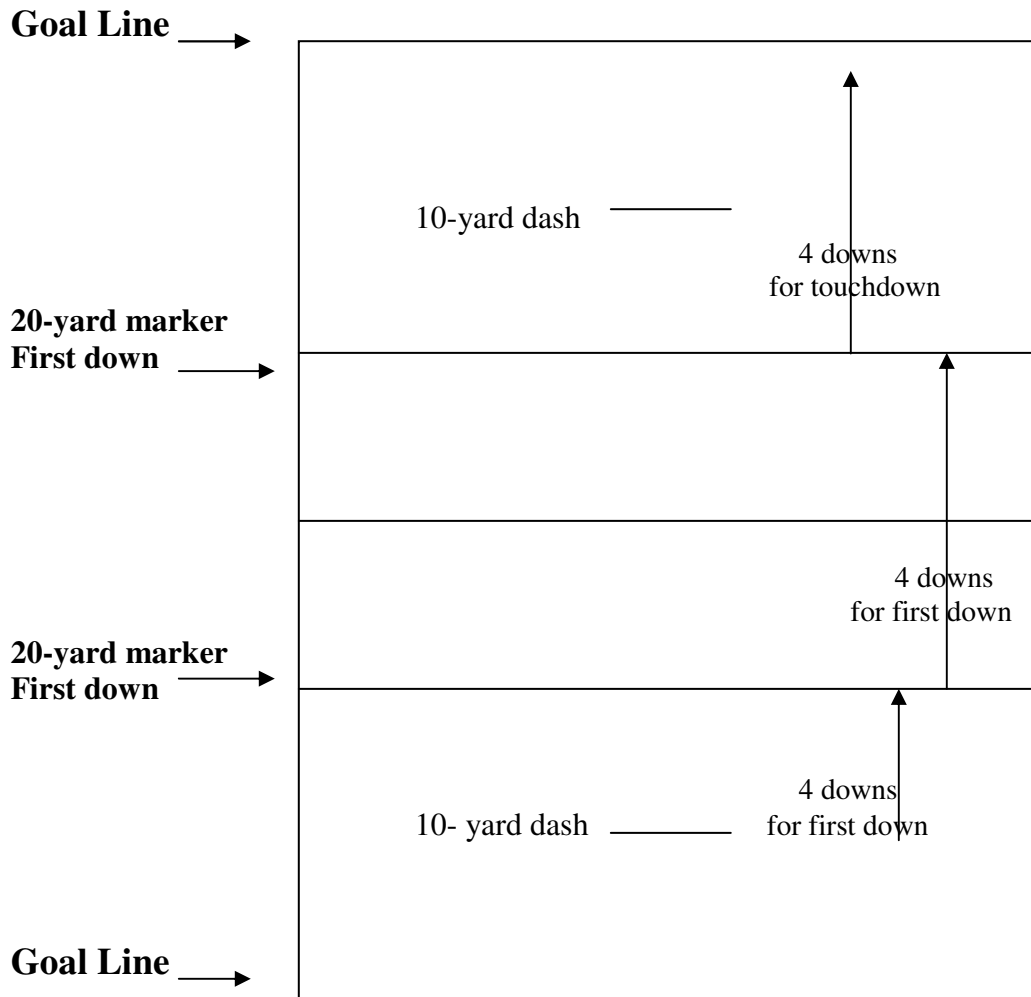 Goal Line
10-yard dash
4 downs
for touchdown
20-yard marker
First down
4 downs
for first down
20-yard marker
First down
4 downs
10- yard dash
for first down
Goal Line